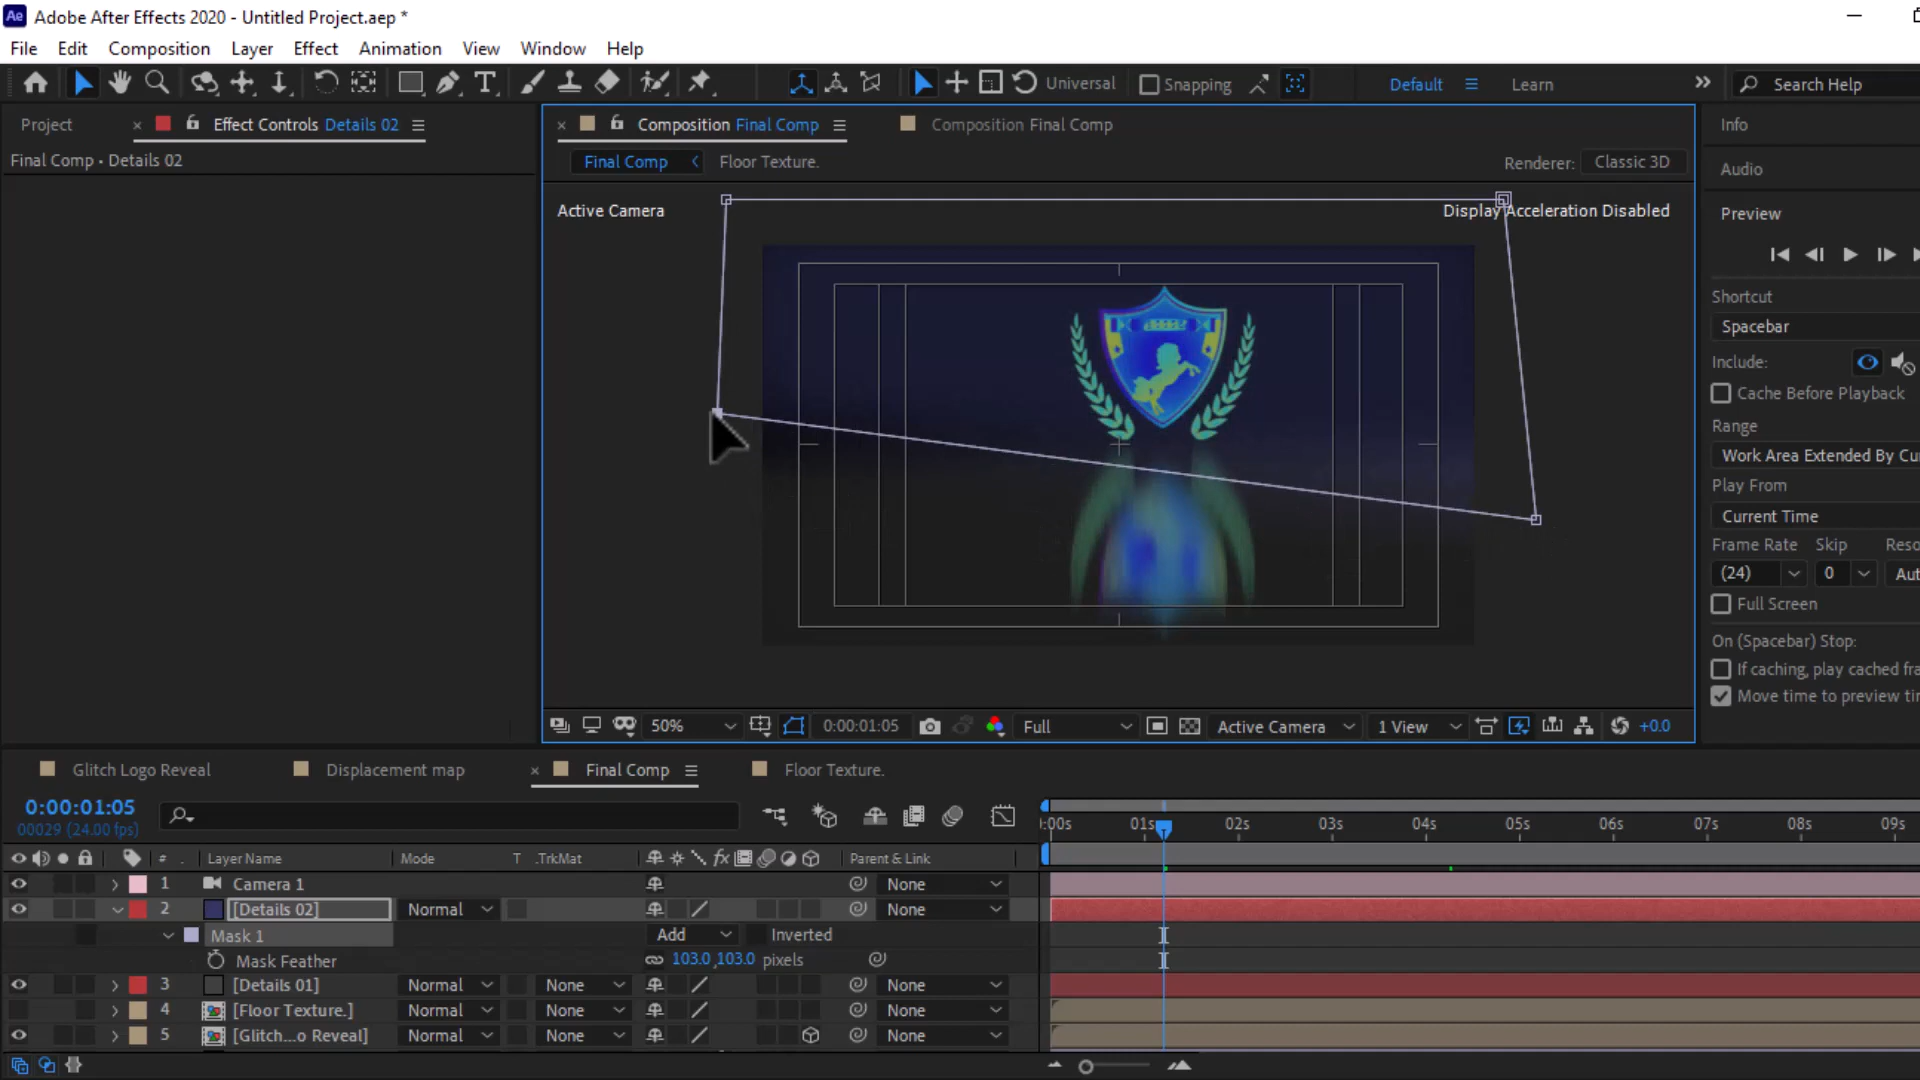 Ae Adobe After Effects 2020 - Untitled Project.aep *
File Edit Composition Layer Effect Animation View Window Help
Universal Snapping Default Learn Search Help
Project Effect Controls Details 02 Composition Final Comp Composition Final Comp Info
Final Comp • Details 02 Final Comp Floor Texture. Renderer: Classic 3D
Audio
Active Camera Display Acceleration Disabled Preview
Shortcut
Spacebar
Include:
Cache Before Playback
Range
Work Area Extended By Cu
Play From
Current Time
Frame Rate Skip Reso
(24) 0 Aut
Full Screen
On (Spacebar) Stop:
If caching, play cached fra
Move time to preview tir
50% 0:00:01:05 Full Active Camera 1 View +0.0
Glitch Logo Reveal Displacement map Final Comp Floor Texture.
0:00:01:05
00029 (24.00 fps)
:00s 01s 02s 03s 04s 05s 06s 07s 08s 09s
# . Layer Name Mode T .TrkMat fx Parent & Link
1 Camera 1 None
2 [Details 02] Normal None
Mask 1 Add Inverted
Mask Feather 103.0 ,103.0 pixels
3 [Details 01] Normal None None
4 [Floor Texture.] Normal None None
5 [Glitch...o Reveal] Normal None None